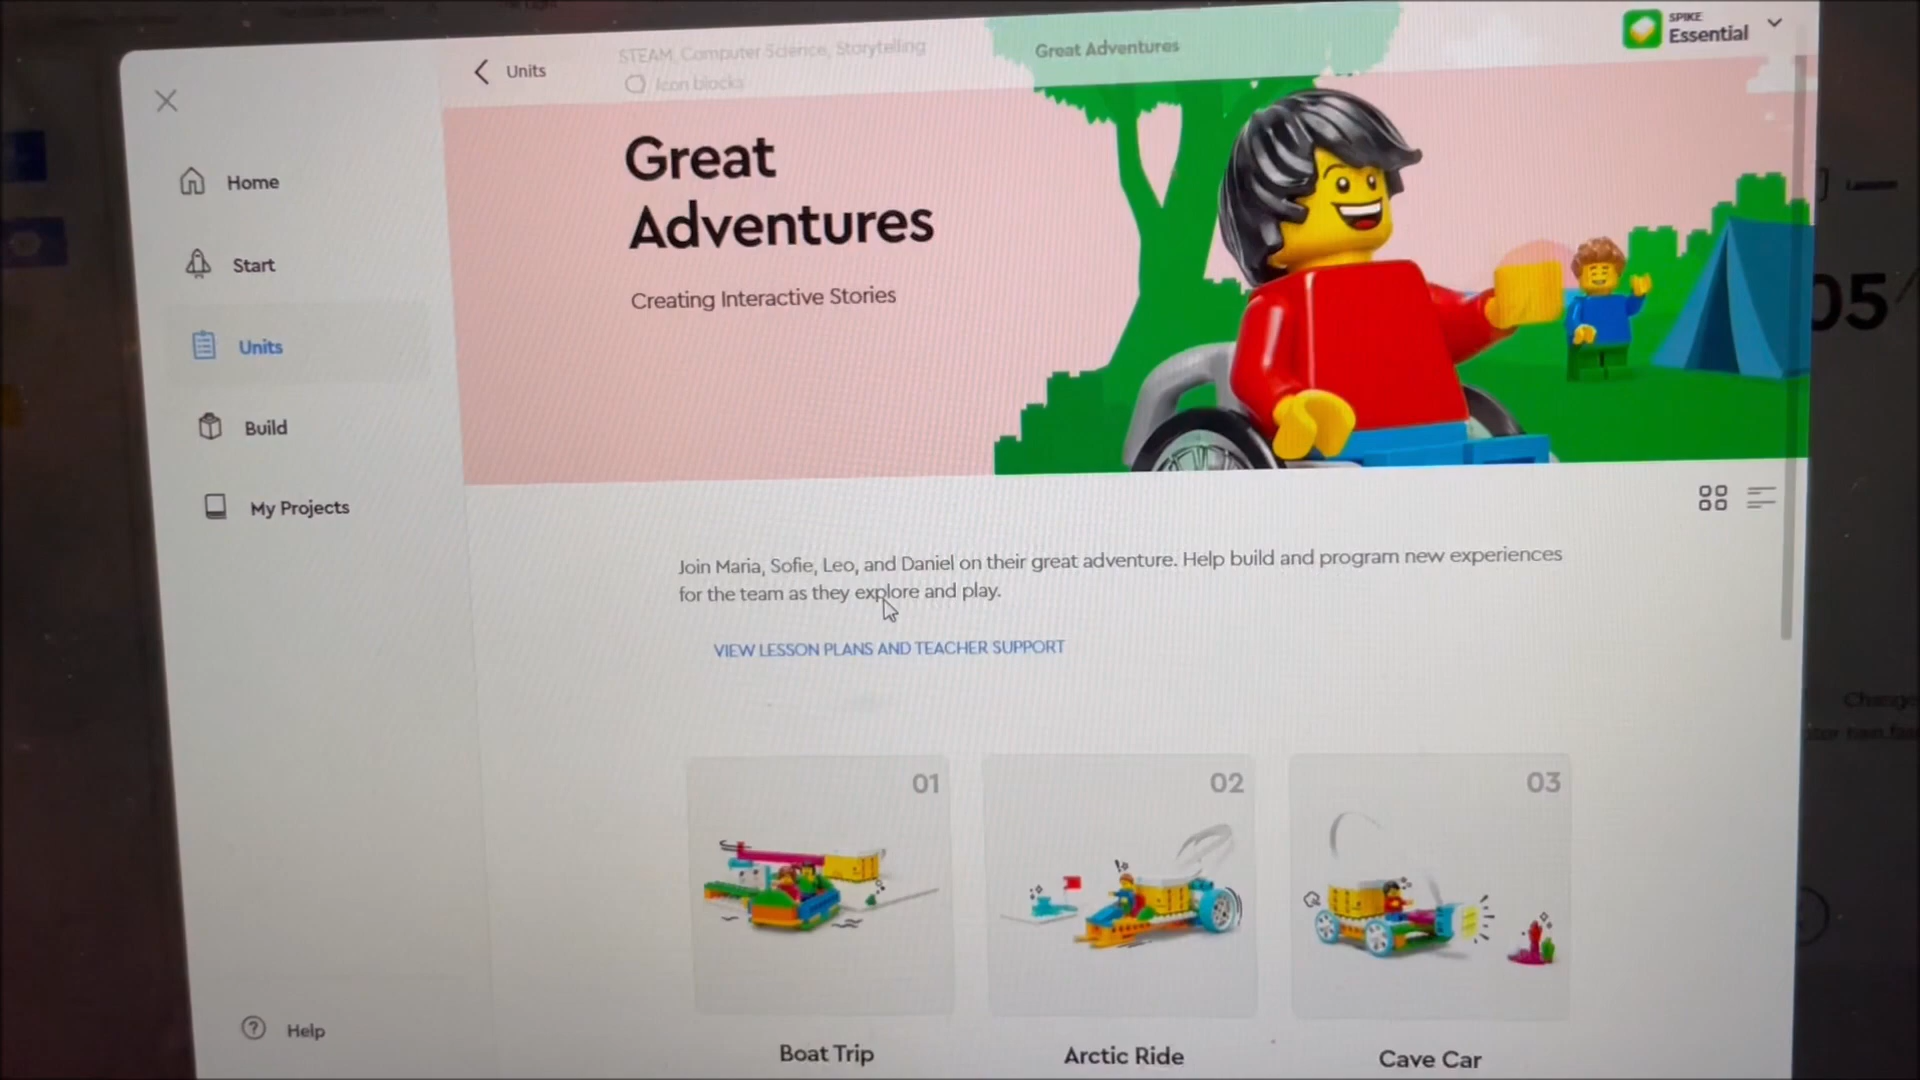 STEAM, Computer Science, Storytelling
Icon blocks
Units
Great Adventures
SPIKE
Essential
Home
Start
Units
Build
My Projects
Help
Great
Adventures
Creating Interactive Stories
Join Maria, Sofie, Leo, and Daniel on their great adventure. Help build and program new experiences
for the team as they explore and play.
VIEW LESSON PLANS AND TEACHER SUPPORT
01
02
03
Boat Trip
Arctic Ride
Cave Car
05/
Change